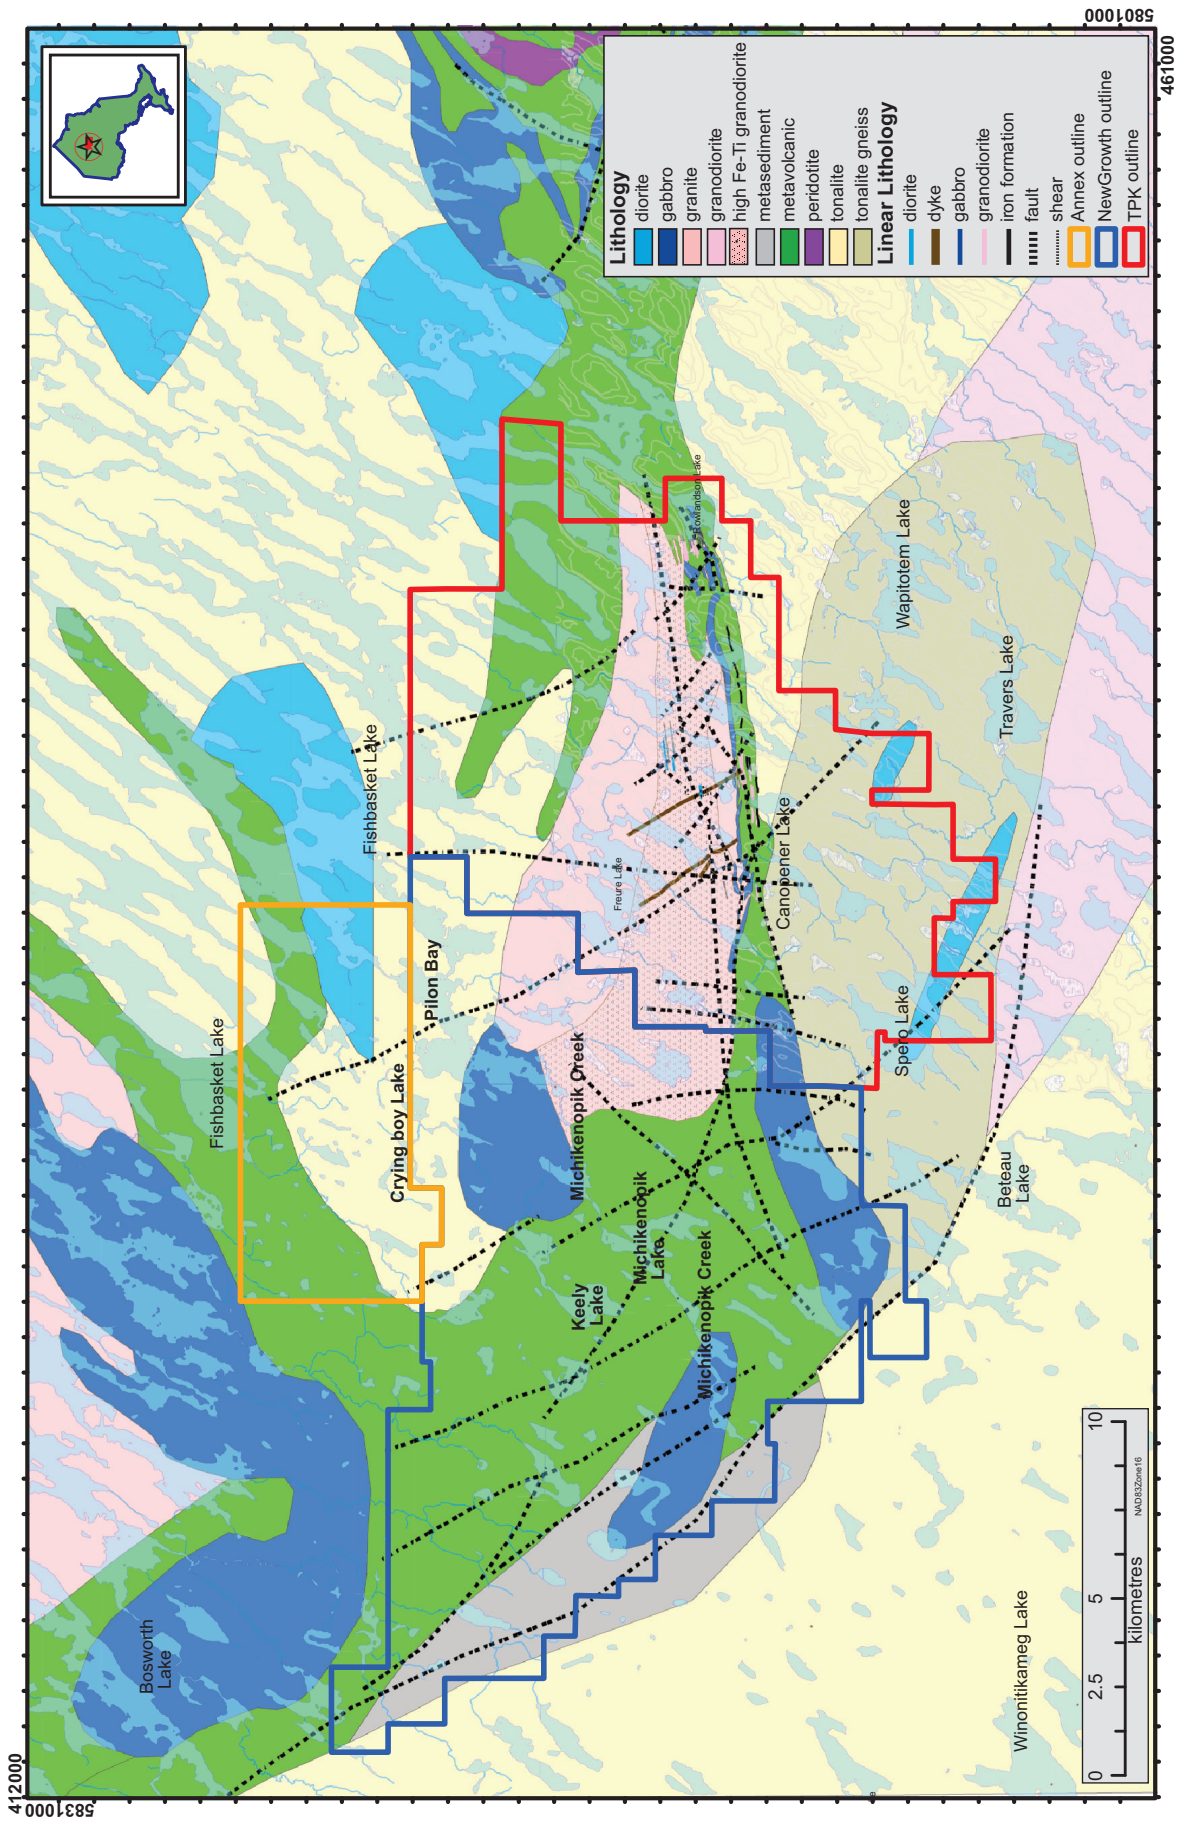 5801000
461000
412000
5831000
Lithology
diorite
gabbro
granite
granodiorite
high Fe-Ti granodiorite
metasediment
metavolcanic
peridotite
tonalite
tonalite gneiss
Linear Lithology
diorite
dyke
gabbro
granodiorite
iron formation
fault
shear
Annex outline
NewGrowth outline
TPK outline
Bosworth
Lake
Fishbasket Lake
Fishbasket Lake
Crying boy Lake
Pilon Bay
Michikenopik Creek
Keely
Lake
Michikenopik
Lake
Michikenopik Creek
Freure Lake
Rowlandson Lake
Canopener Lake
Spero Lake
Wapitotem Lake
Travers Lake
Beteau
Lake
Winonitikameg Lake
0
2.5
5
10
kilometres
NAD83Zone16
e